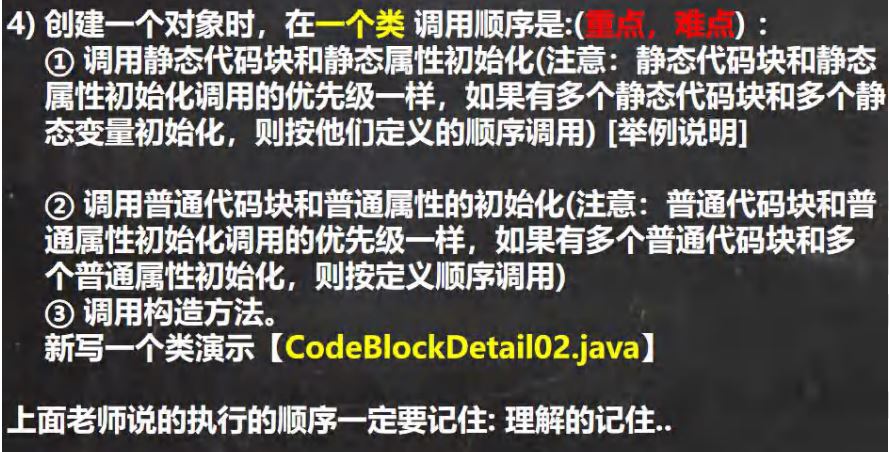 4) 创建一个对象时，在一个类 调用顺序是:(重点，难点)：
① 调用静态代码块和静态属性初始化(注意：静态代码块和静态
属性初始化调用的优先级一样，如果有多个静态代码块和多个静
态变量初始化，则按他们定义的顺序调用) [举例说明]
② 调用普通代码块和普通属性的初始化(注意：普通代码块和普
通属性初始化调用的优先级一样，如果有多个普通代码块和多
个普通属性初始化，则按定义顺序调用)
③ 调用构造方法。
新写一个类演示【CodeBlockDetail02.java】
上面老师说的执行的顺序一定要记住: 理解的记住..